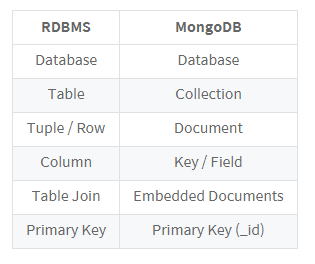 RDBMS MongoDB
Database Database
Table Collection
Tuple / Row Document
Column Key / Field
Table Join Embedded Documents
Primary Key Primary Key (_id)